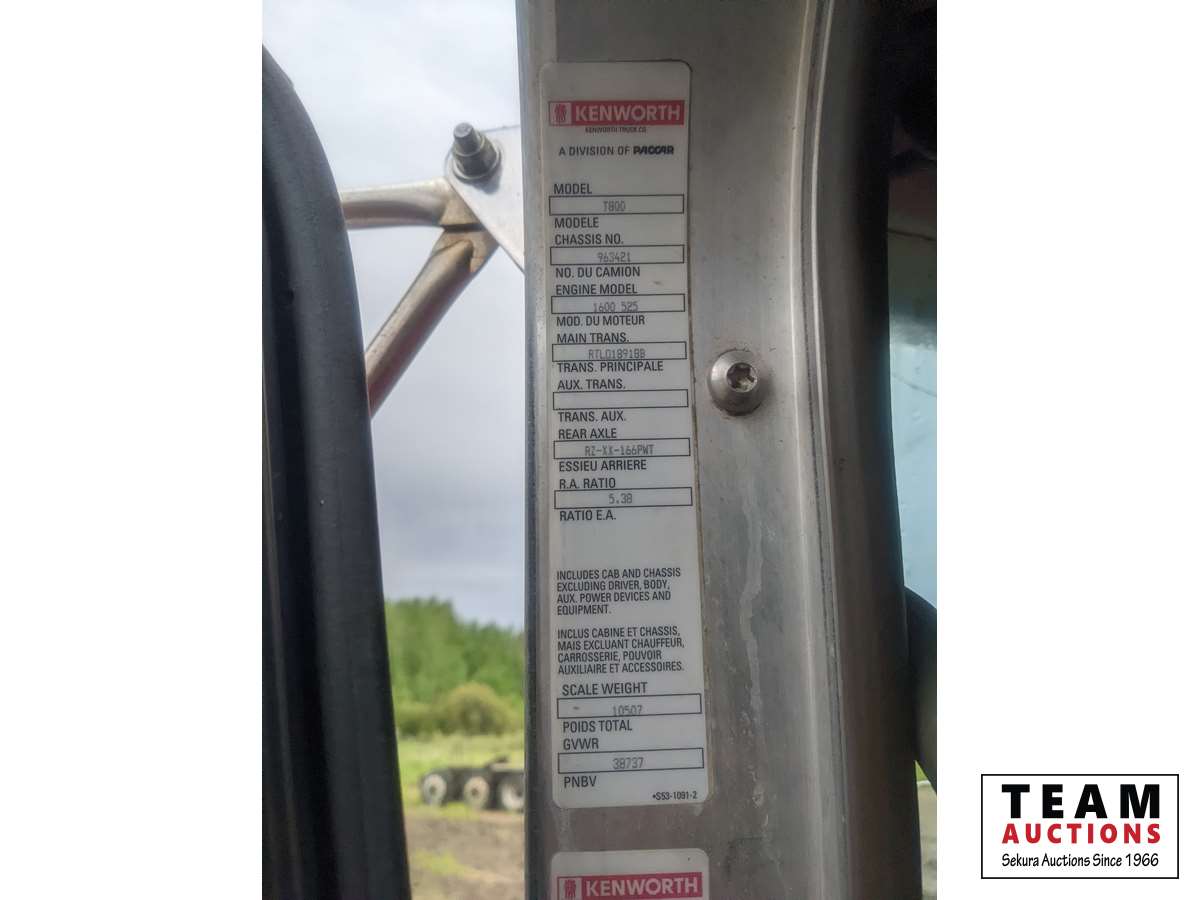 KENWORTH
KENWORTH TRUCK CO.
A DIVISION OF PACCAR
MODEL
T800
MODELE
CHASSIS NO.
963421
NO. DU CAMION
ENGINE MODEL
1600 525
MOD. DU MOTEUR
MAIN TRANS.
RTLO18918B
TRANS. PRINCIPALE
AUX. TRANS.
TRANS. AUX.
REAR AXLE
RZ-XX-166PWT
ESSIEU ARRIERE
R.A. RATIO
5.38
RATIO E.A.
INCLUDES CAB AND CHASSIS
EXCLUDING DRIVER, BODY,
AUX. POWER DEVICES AND
EQUIPMENT.
INCLUS CABINE ET CHASSIS,
MAIS EXCLUANT CHAUFFEUR,
CARROSSERIE, POUVOIR
AUXILIAIRE ET ACCESSOIRES.
SCALE WEIGHT
10507
POIDS TOTAL
GVWR
38737
PNBV
•S53-1091-2
KENWORTH
TEAM
AUCTIONS
Sekura Auctions Since 1966